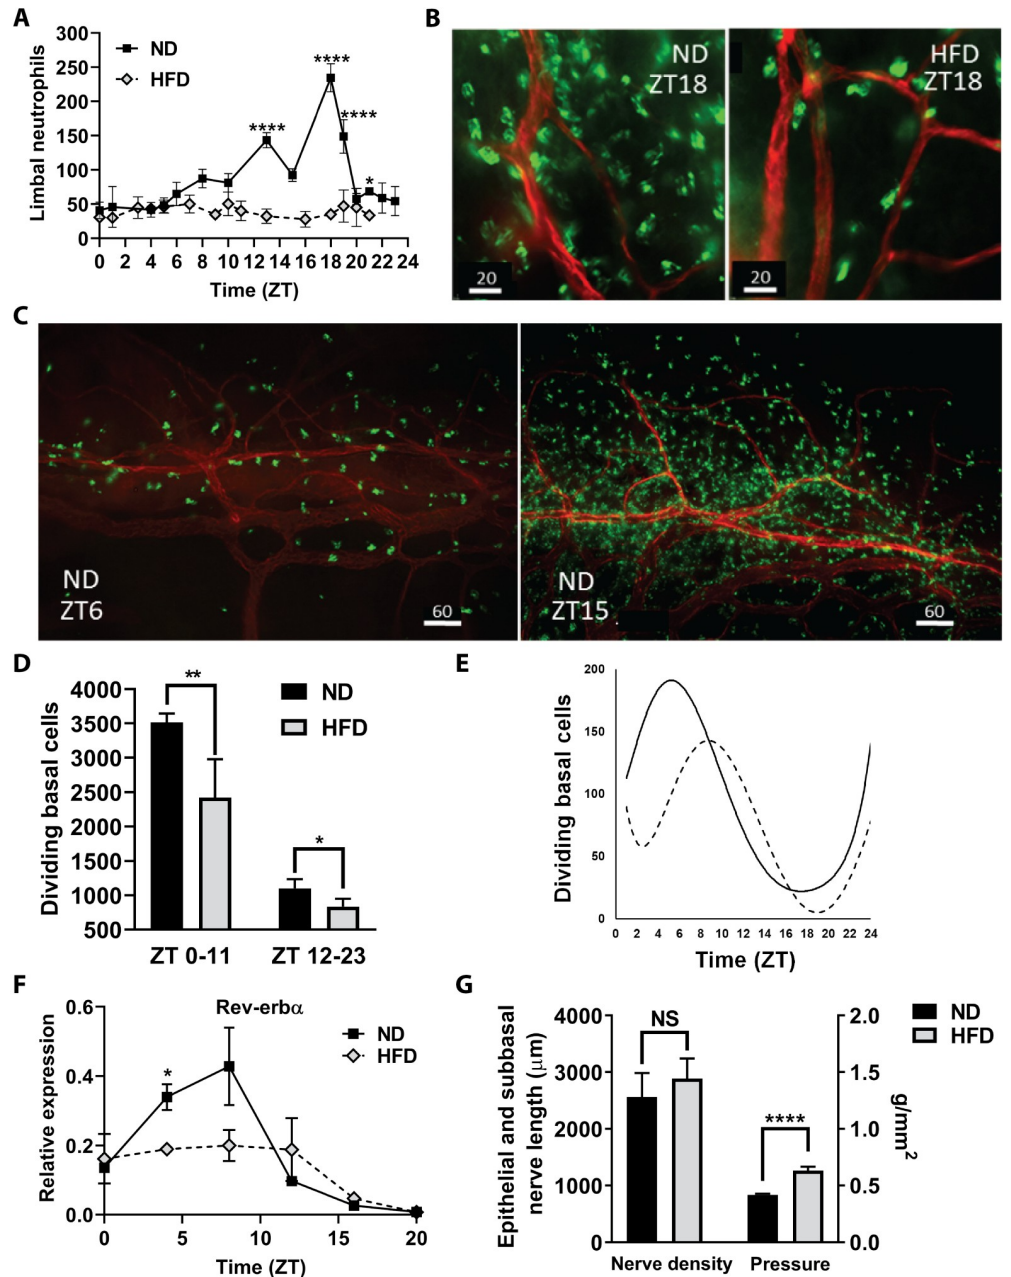 A
300
250
200
150
100
50
0
Limbal neutrophils
ND
HFD
****
****
****
*
0 2 4 6 8 10 12 14 16 18 20 22 24
Time (ZT)
B
ND
ZT18
20
HFD
ZT18
20
C
ND
ZT6
60
ND
ZT15
60
D
4000
3500
3000
2500
2000
1500
1000
500
Dividing basal cells
**
*
ND
HFD
ZT 0-11 ZT 12-23
E
200
150
100
50
0
Dividing basal cells
0 2 4 6 8 10 12 14 16 18 20 22 24
Time (ZT)
F
Rev-erbα
0.6
0.4
0.2
0.0
Relative expression
*
ND
HFD
0 5 10 15 20
Time (ZT)
G
4000
3000
2000
1000
0
Epithelial and subbasal
nerve length (μm)
NS
****
2.0
1.5
1.0
0.5
0.0
g/mm²
ND
HFD
Nerve density Pressure